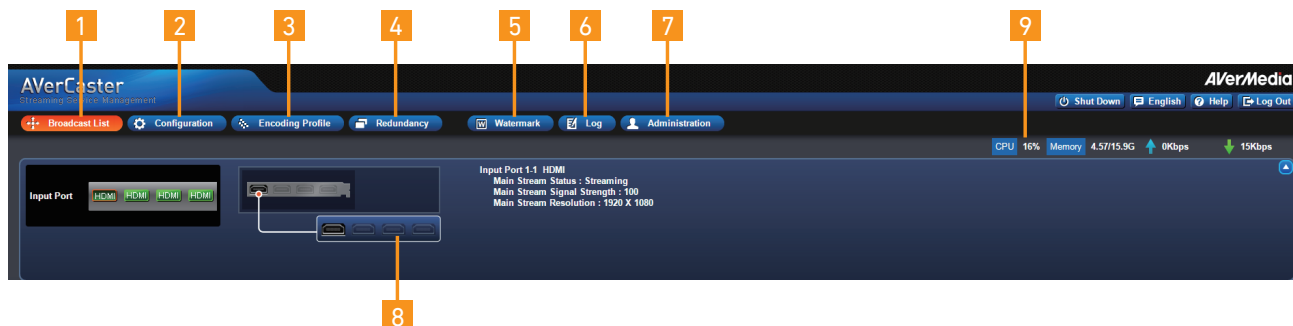 1 2 3 4 5 6 7 9
AVerCaster AVerMedia
Streaming Service Management
Shut Down English Help Log Out
Broadcast List Configuration Encoding Profile Redundancy W Watermark Log Administration
CPU 16% Memory 4.57/15.9G 0Kbps 15Kbps
Input Port 1-1 HDMI
Main Stream Status : Streaming
Input Port HDMI HDMI HDMI HDMI Main Stream Signal Strength : 100
Main Stream Resolution : 1920 X 1080
8